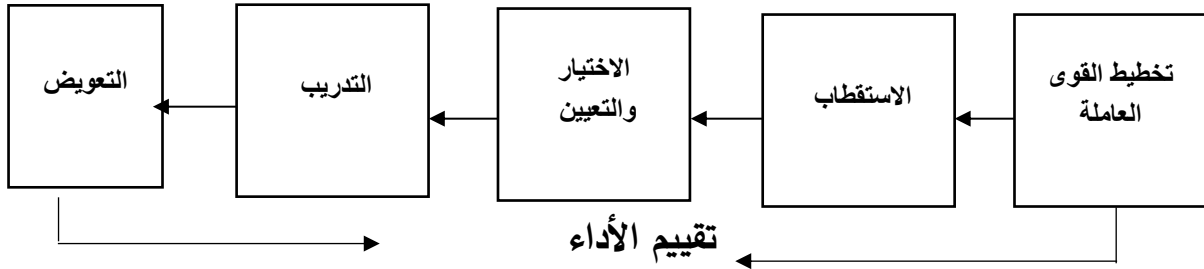 تخطيط القوى
العاملة
الاستقطاب
الاختيار
والتعيين
التدريب
التعويض
تقييم الأداء